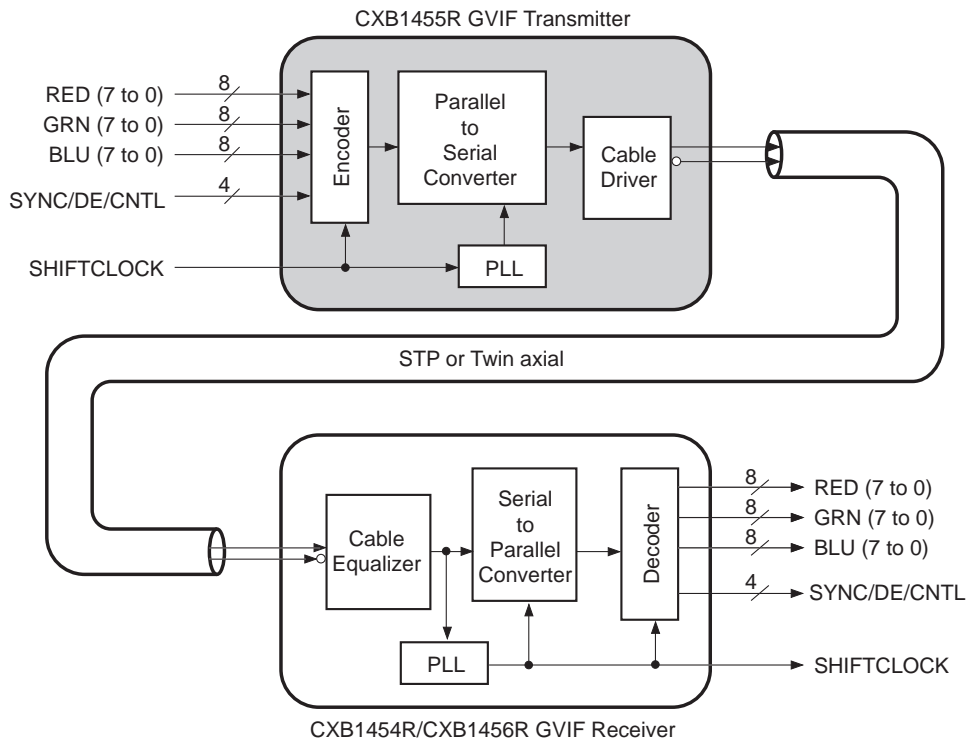 CXB1455R GVIF Transmitter
RED (7 to 0)
8
GRN (7 to 0)
8
BLU (7 to 0)
8
SYNC/DE/CNTL
4
SHIFTCLOCK
Encoder
Parallel
to
Serial
Converter
PLL
Cable
Driver
STP or Twin axial
Cable
Equalizer
Serial
to
Parallel
Converter
PLL
Decoder
8
RED (7 to 0)
8
GRN (7 to 0)
8
BLU (7 to 0)
4
SYNC/DE/CNTL
SHIFTCLOCK
CXB1454R/CXB1456R GVIF Receiver